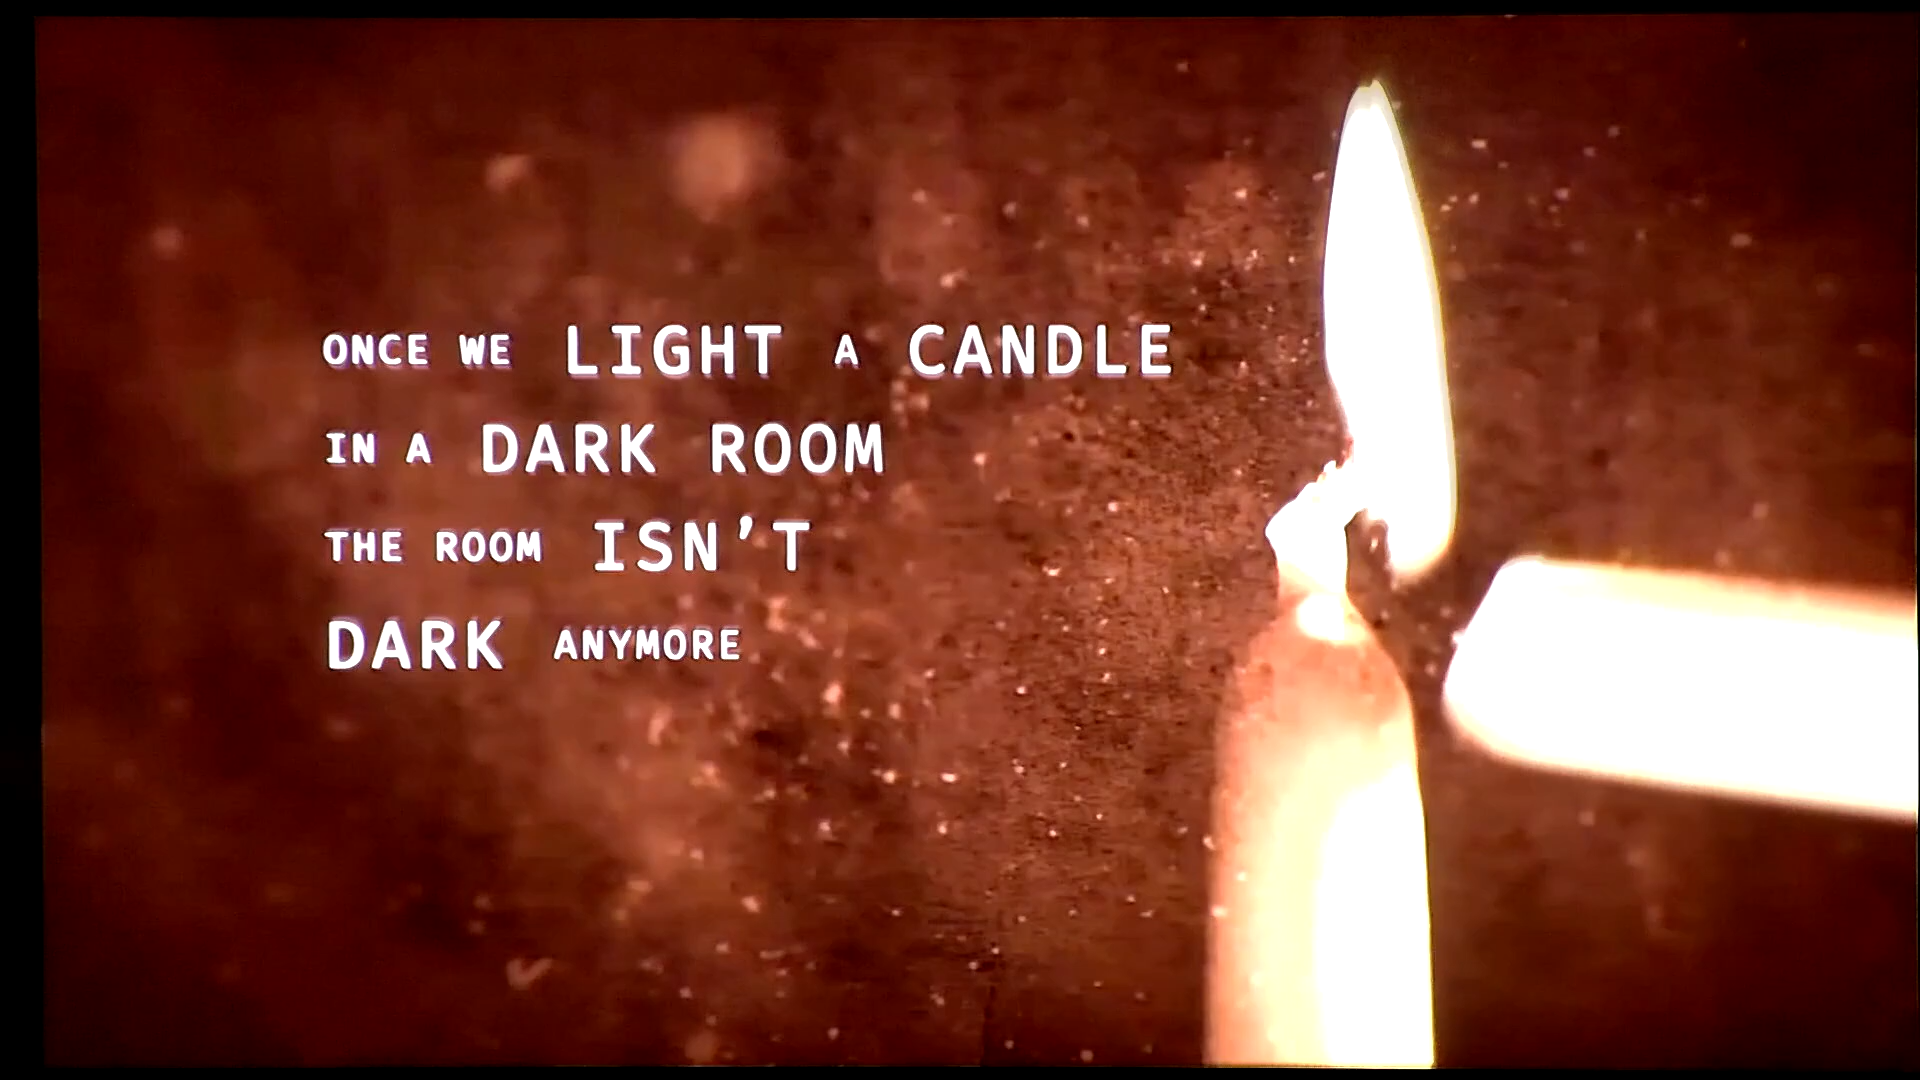 ONCE WE LIGHT A CANDLE
IN A DARK ROOM
THE ROOM ISN'T
DARK ANYMORE